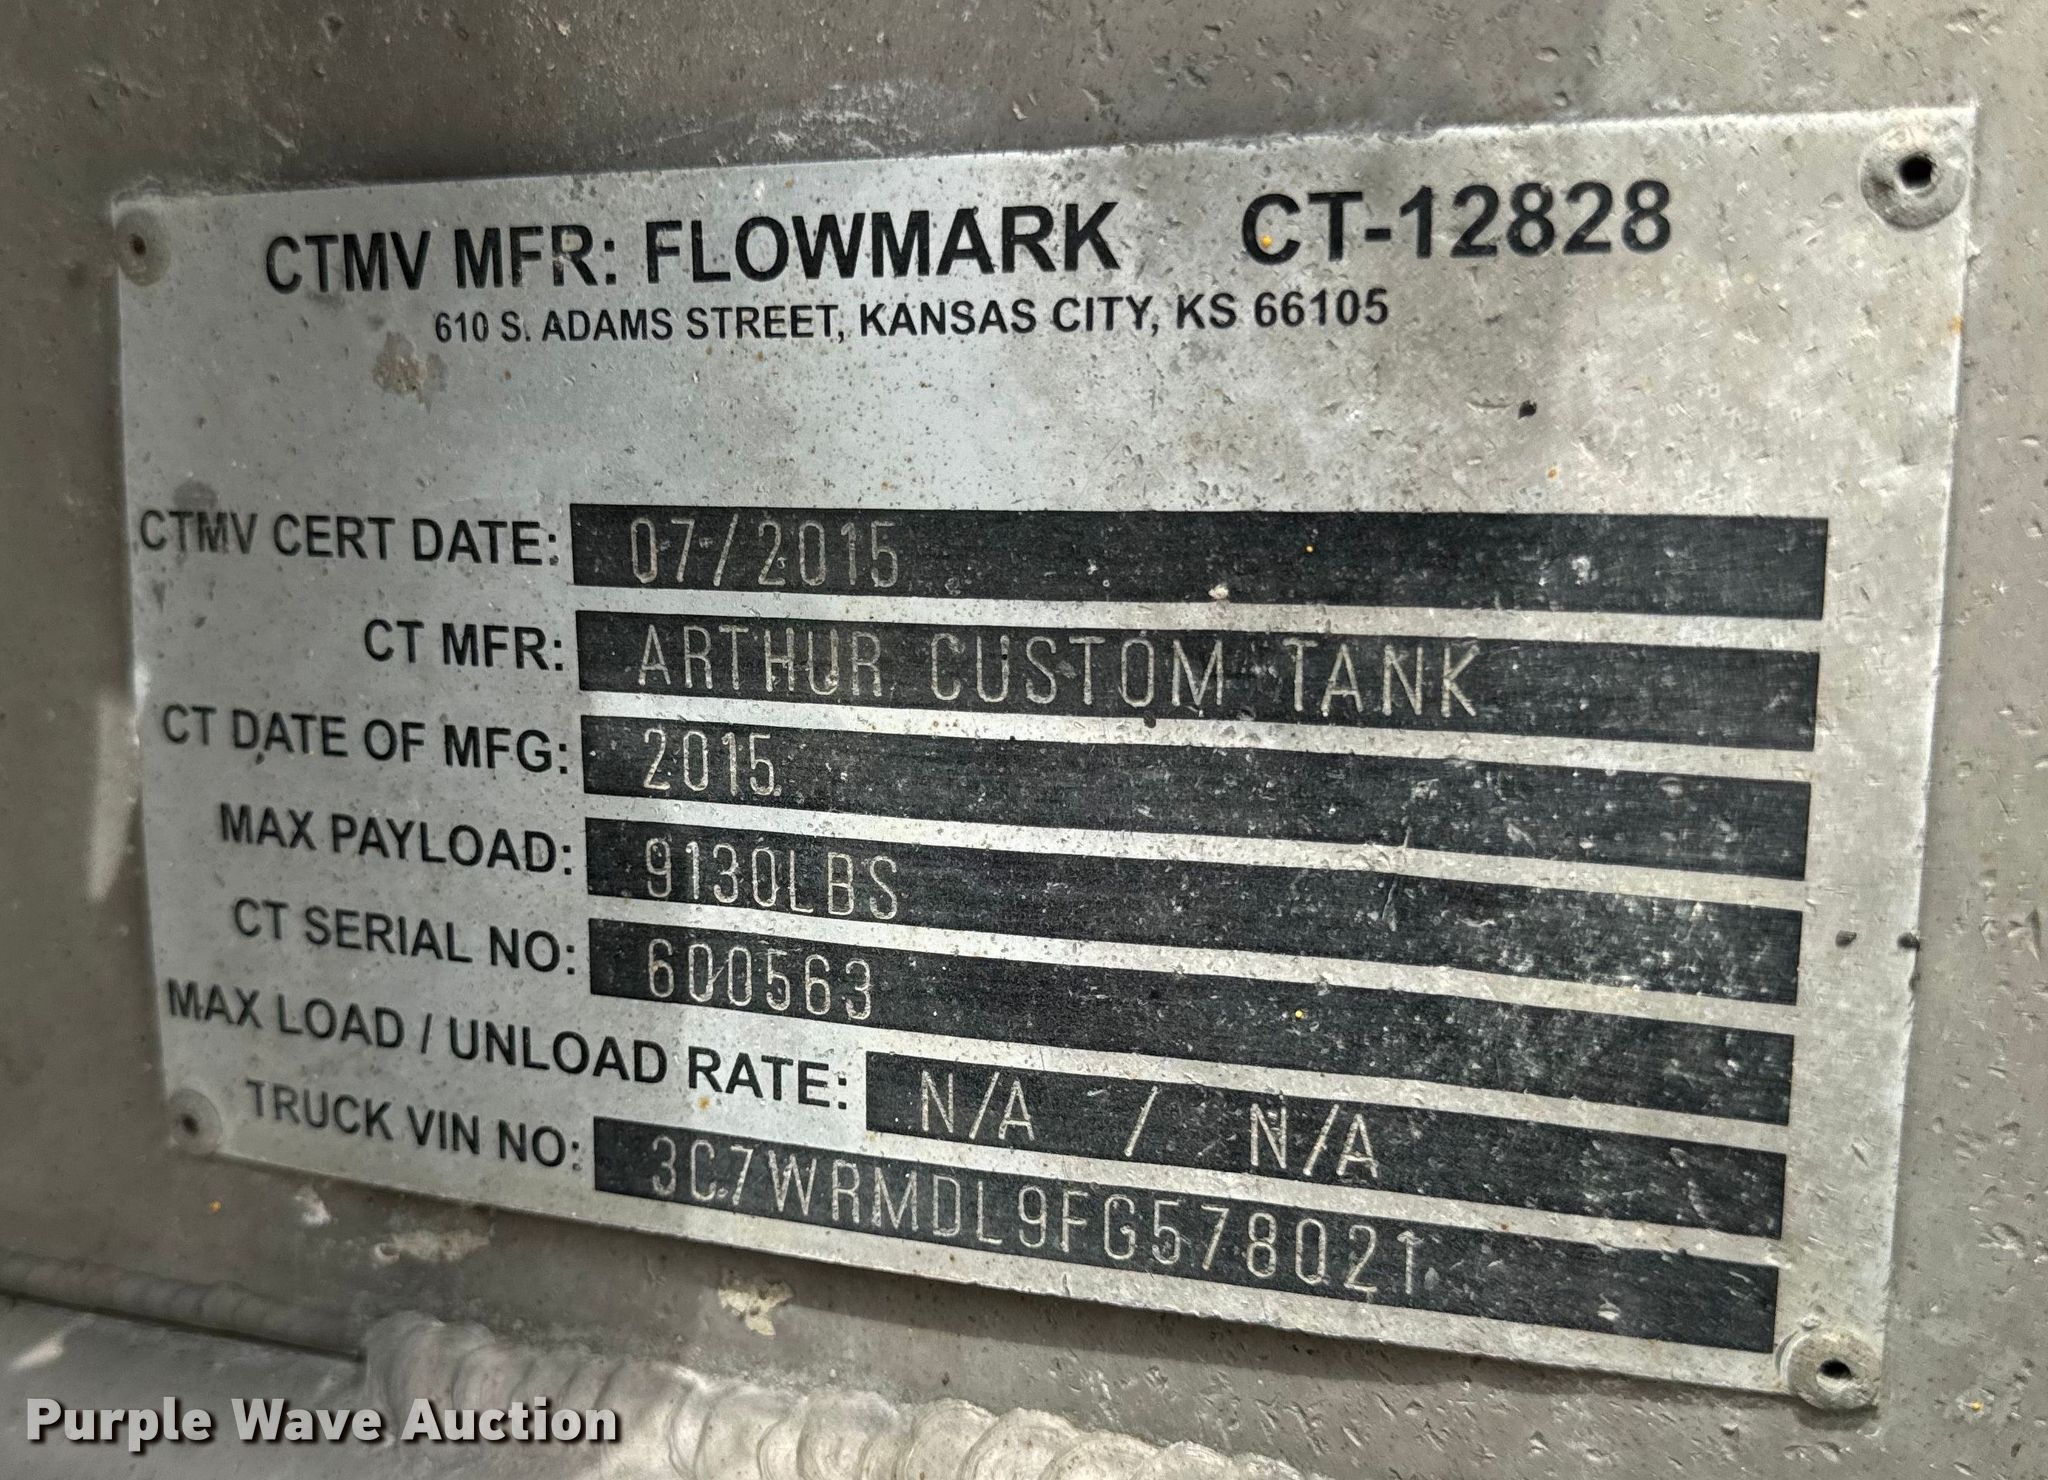 CTMV MFR: FLOWMARK CT-12828
610 S. ADAMS STREET, KANSAS CITY, KS 66105
CTMV CERT DATE: 07/2015
CT MFR: ARTHUR CUSTOM TANK
CT DATE OF MFG: 2015
MAX PAYLOAD: 9130LBS
CT SERIAL NO: 600563
MAX LOAD / UNLOAD RATE: N/A / N/A
TRUCK VIN NO: 3C7WRMDL9FG578021
Purple Wave Auction